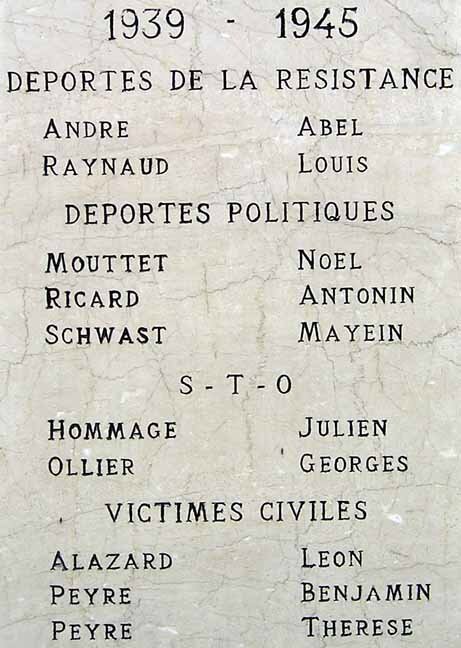 1939 - 1945
DEPORTES DE LA RESISTANCE
ANDRE ABEL
RAYNAUD LOUIS
DEPORTES POLITIQUES
MOUTTET NOEL
RICARD ANTONIN
SCHWAST MAYEIN
S - T - O
HOMMAGE JULIEN
OLLIER GEORGES
VICTIMES CIVILES
ALAZARD LEON
PEYRE BENJAMIN
PEYRE THERESE